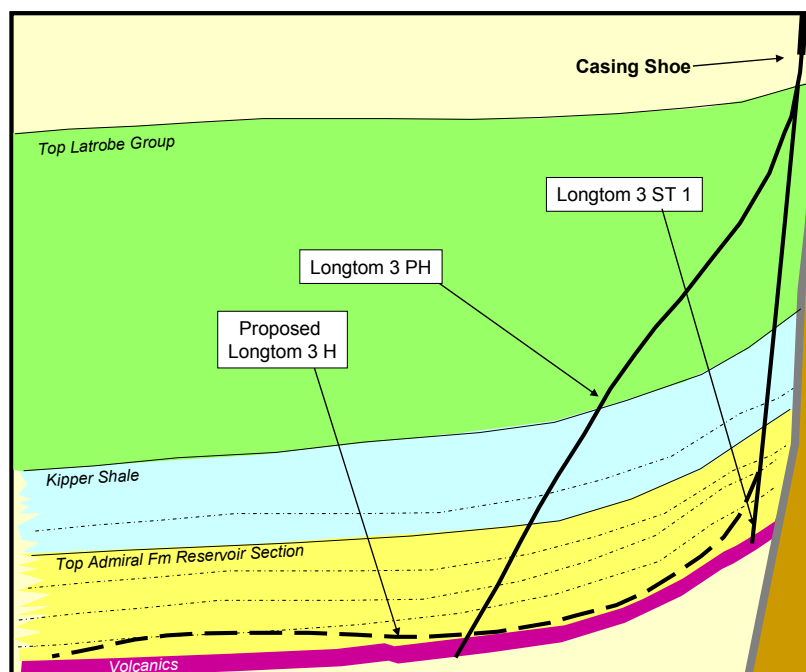 Casing Shoe
Top Latrobe Group
Longtom 3 ST 1
Longtom 3 PH
Proposed
Longtom 3 H
Kipper Shale
Top Admiral Fm Reservoir Section
Volcanics